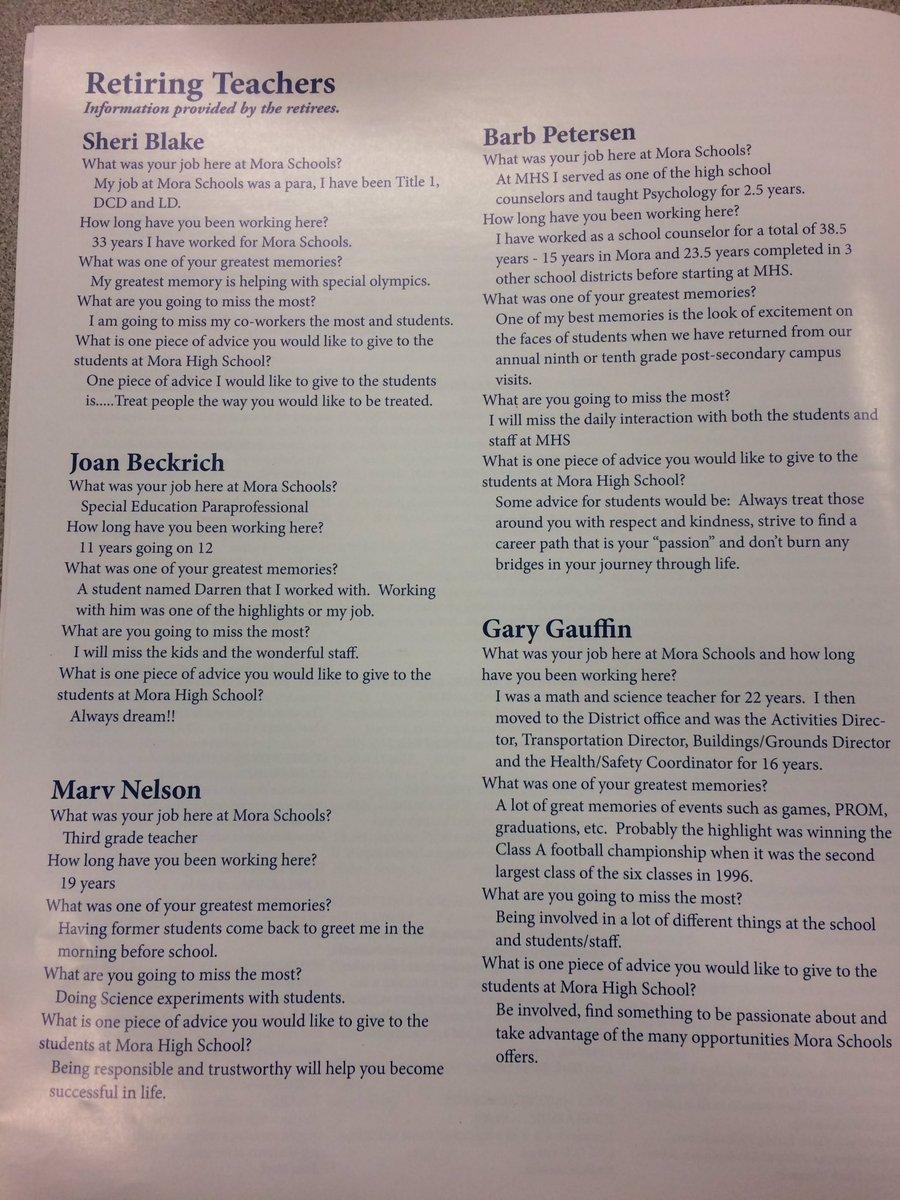 Retiring Teachers
Information provided by the retirees.
Sheri Blake
What was your job here at Mora Schools?
My job at Mora Schools was a para, I have been Title 1,
DCD and LD.
How long have you been working here?
33 years I have worked for Mora Schools.
What was one of your greatest memories?
My greatest memory is helping with special olympics.
What are you going to miss the most?
I am going to miss my co-workers the most and students.
What is one piece of advice you would like to give to the
students at Mora High School?
One piece of advice I would like to give to the students
is.....Treat people the way you would like to be treated.
Joan Beckrich
What was your job here at Mora Schools?
Special Education Paraprofessional
How long have you been working here?
11 years going on 12
What was one of your greatest memories?
A student named Darren that I worked with.  Working
with him was one of the highlights or my job.
What are you going to miss the most?
I will miss the kids and the wonderful staff.
What is one piece of advice you would like to give to the
students at Mora High School?
Always dream!!
Marv Nelson
What was your job here at Mora Schools?
Third grade teacher
How long have you been working here?
19 years
What was one of your greatest memories?
Having former students come back to greet me in the
morning before school.
What are you going to miss the most?
Doing Science experiments with students.
What is one piece of advice you would like to give to the
students at Mora High School?
Being responsible and trustworthy will help you become
successful in life.
Barb Petersen
What was your job here at Mora Schools?
At MHS I served as one of the high school
counselors and taught Psychology for 2.5 years.
How long have you been working here?
I have worked as a school counselor for a total of 38.5
years - 15 years in Mora and 23.5 years completed in 3
other school districts before starting at MHS.
What was one of your greatest memories?
One of my best memories is the look of excitement on
the faces of students when we have returned from our
annual ninth or tenth grade post-secondary campus
visits.
What are you going to miss the most?
I will miss the daily interaction with both the students and
staff at MHS
What is one piece of advice you would like to give to the
students at Mora High School?
Some advice for students would be:  Always treat those
around you with respect and kindness, strive to find a
career path that is your “passion” and don’t burn any
bridges in your journey through life.
Gary Gauffin
What was your job here at Mora Schools and how long
have you been working here?
I was a math and science teacher for 22 years.  I then
moved to the District office and was the Activities Direc-
tor, Transportation Director, Buildings/Grounds Director
and the Health/Safety Coordinator for 16 years.
What was one of your greatest memories?
A lot of great memories of events such as games, PROM,
graduations, etc.  Probably the highlight was winning the
Class A football championship when it was the second
largest class of the six classes in 1996.
What are you going to miss the most?
Being involved in a lot of different things at the school
and students/staff.
What is one piece of advice you would like to give to the
students at Mora High School?
Be involved, find something to be passionate about and
take advantage of the many opportunities Mora Schools
offers.